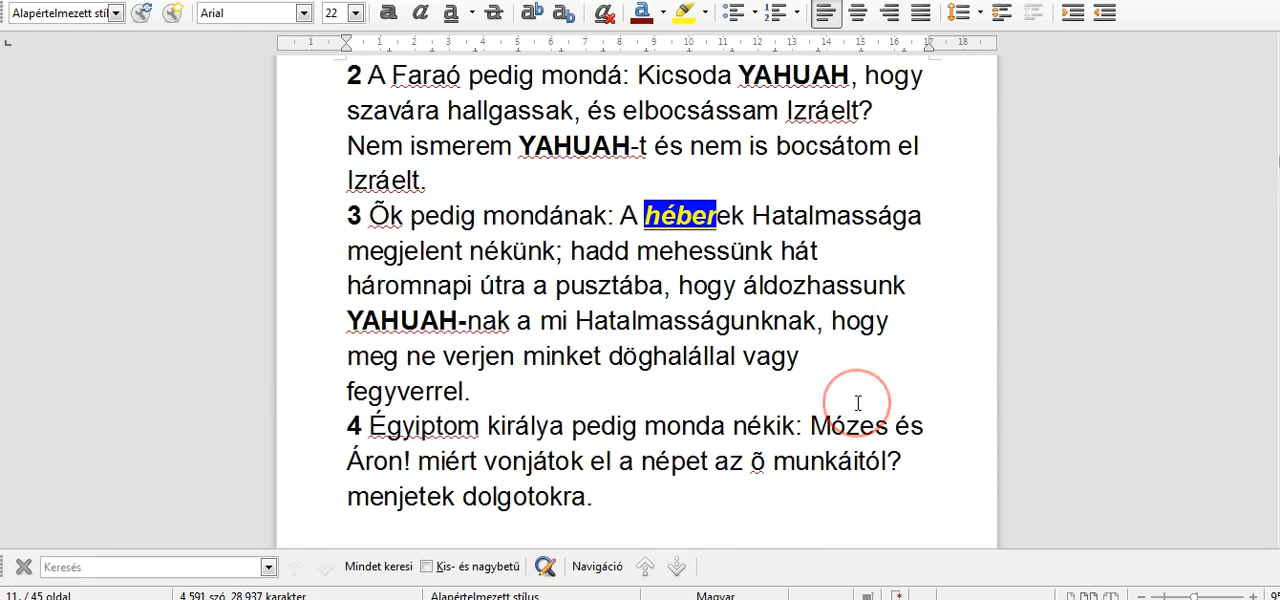 Alapértelmezett stíl Arial 22
1 1 2 3 4 5 6 7 8 9 10 11 12 13 14 15 16 17 18
2 A Faraó pedig mondá: Kicsoda YAHUAH, hogy
szavára hallgassak, és elbocsássam Izráelt?
Nem ismerem YAHUAH-t és nem is bocsátom el
Izráelt.
3 Õk pedig mondának: A héberek Hatalmassága
megjelent nékünk; hadd mehessünk hát
háromnapi útra a pusztába, hogy áldozhassunk
YAHUAH-nak a mi Hatalmasságunknak, hogy
meg ne verjen minket döghalállal vagy
fegyverrel.
4 Égyiptom királya pedig monda nékik: Mózes és
Áron! miért vonjátok el a népet az õ munkáitól?
menjetek dolgotokra.
Keresés Mindet keresi Kis- és nagybetű Navigáció
11. / 45 oldal 4 591 szó, 28 937 karakter Alapértelmezett stílus Magyar